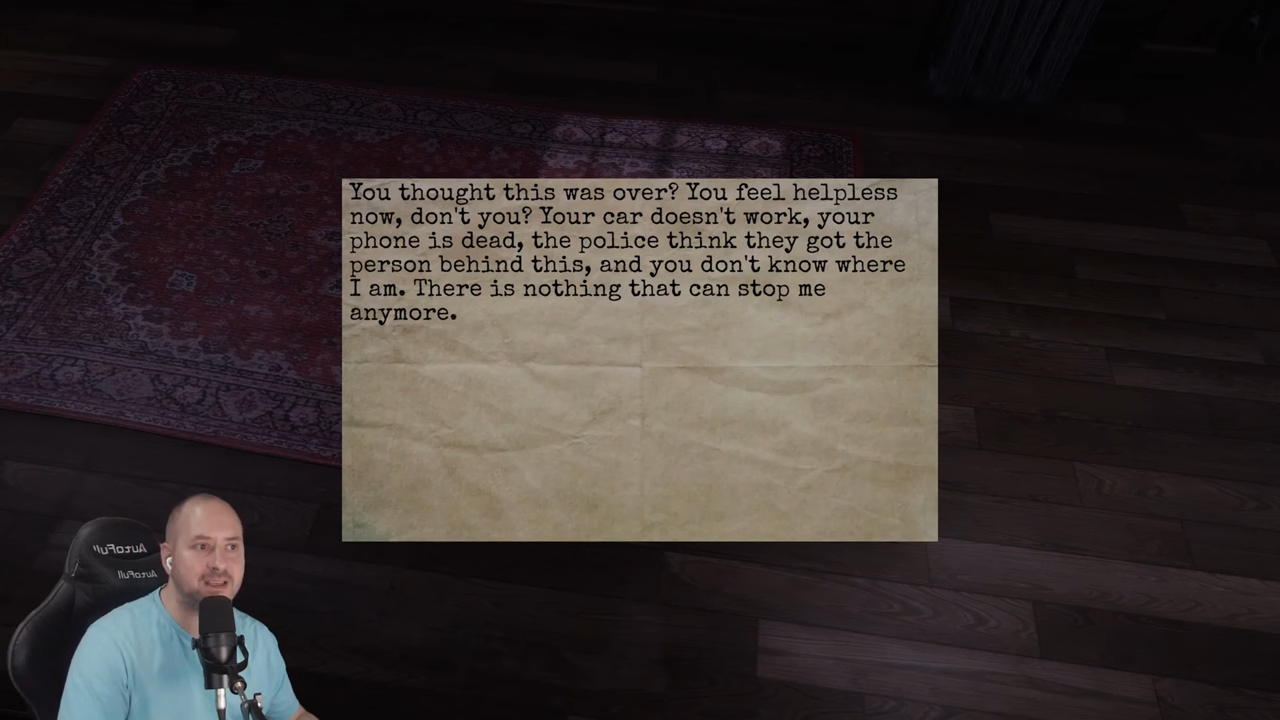 You thought this was over? You feel helpless
now, don't you? Your car doesn't work, your
phone is dead, the police think they got the
person behind this, and you don't know where
I am. There is nothing that can stop me
anymore.
AutoFull
AutoFull